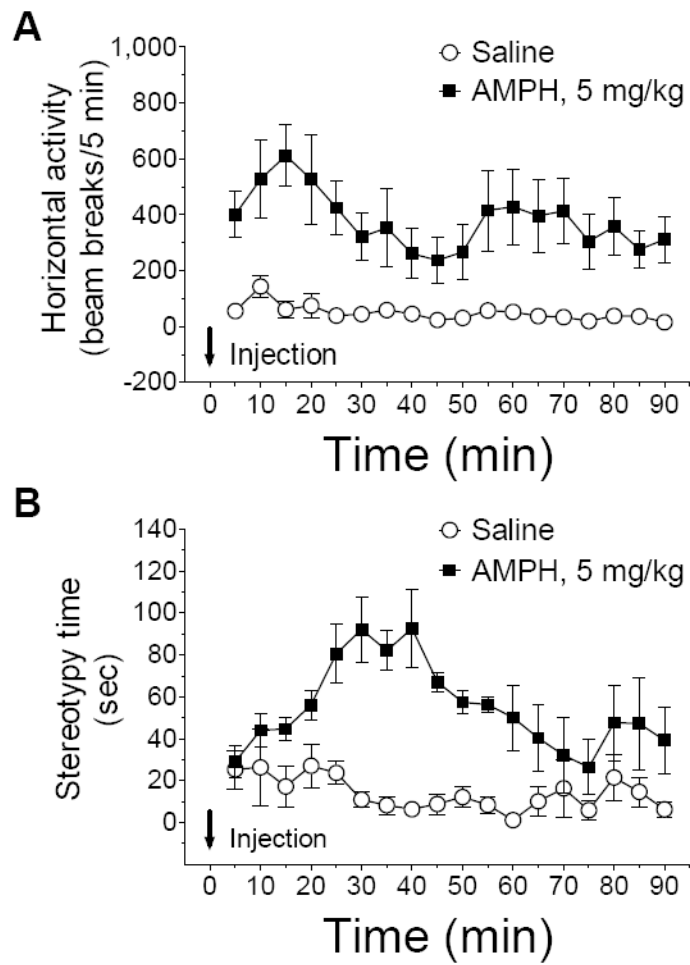 A
Horizontal activity
(beam breaks/5 min)
1,000
800
600
400
200
0
-200
Saline
AMPH, 5 mg/kg
Injection
0 10 20 30 40 50 60 70 80 90
Time (min)
B
Stereotypy time
(sec)
140
120
100
80
60
40
20
0
Saline
AMPH, 5 mg/kg
Injection
0 10 20 30 40 50 60 70 80 90
Time (min)